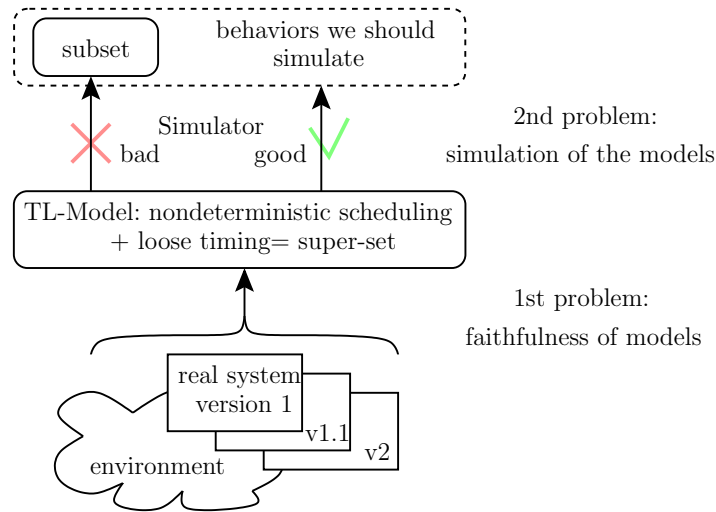 subset
behaviors we should
simulate
Simulator
bad
good
2nd problem:
simulation of the models
TL-Model: nondeterministic scheduling
+ loose timing= super-set
1st problem:
faithfulness of models
real system
version 1
v1.1
v2
environment